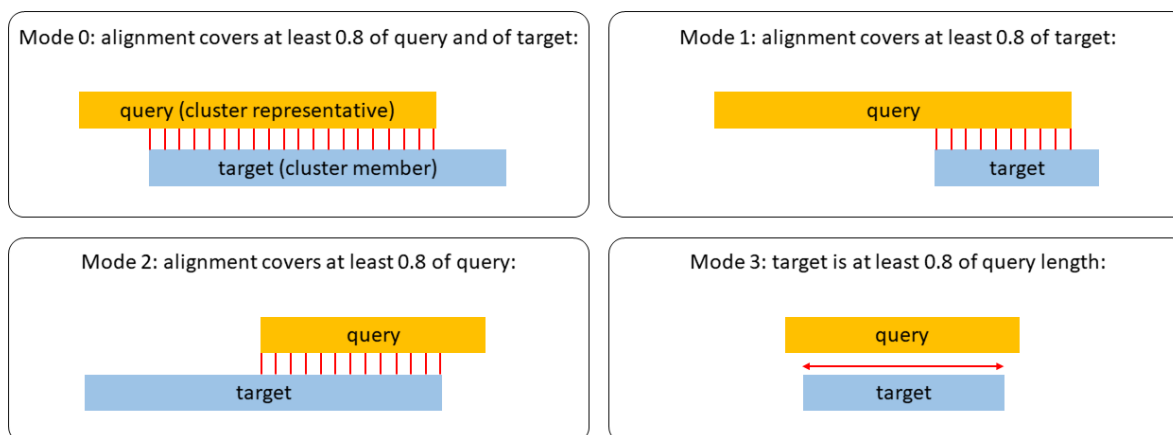 Mode 0: alignment covers at least 0.8 of query and of target:
query (cluster representative)
target (cluster member)
Mode 1: alignment covers at least 0.8 of target:
query
target
Mode 2: alignment covers at least 0.8 of query:
query
target
Mode 3: target is at least 0.8 of query length:
query
target